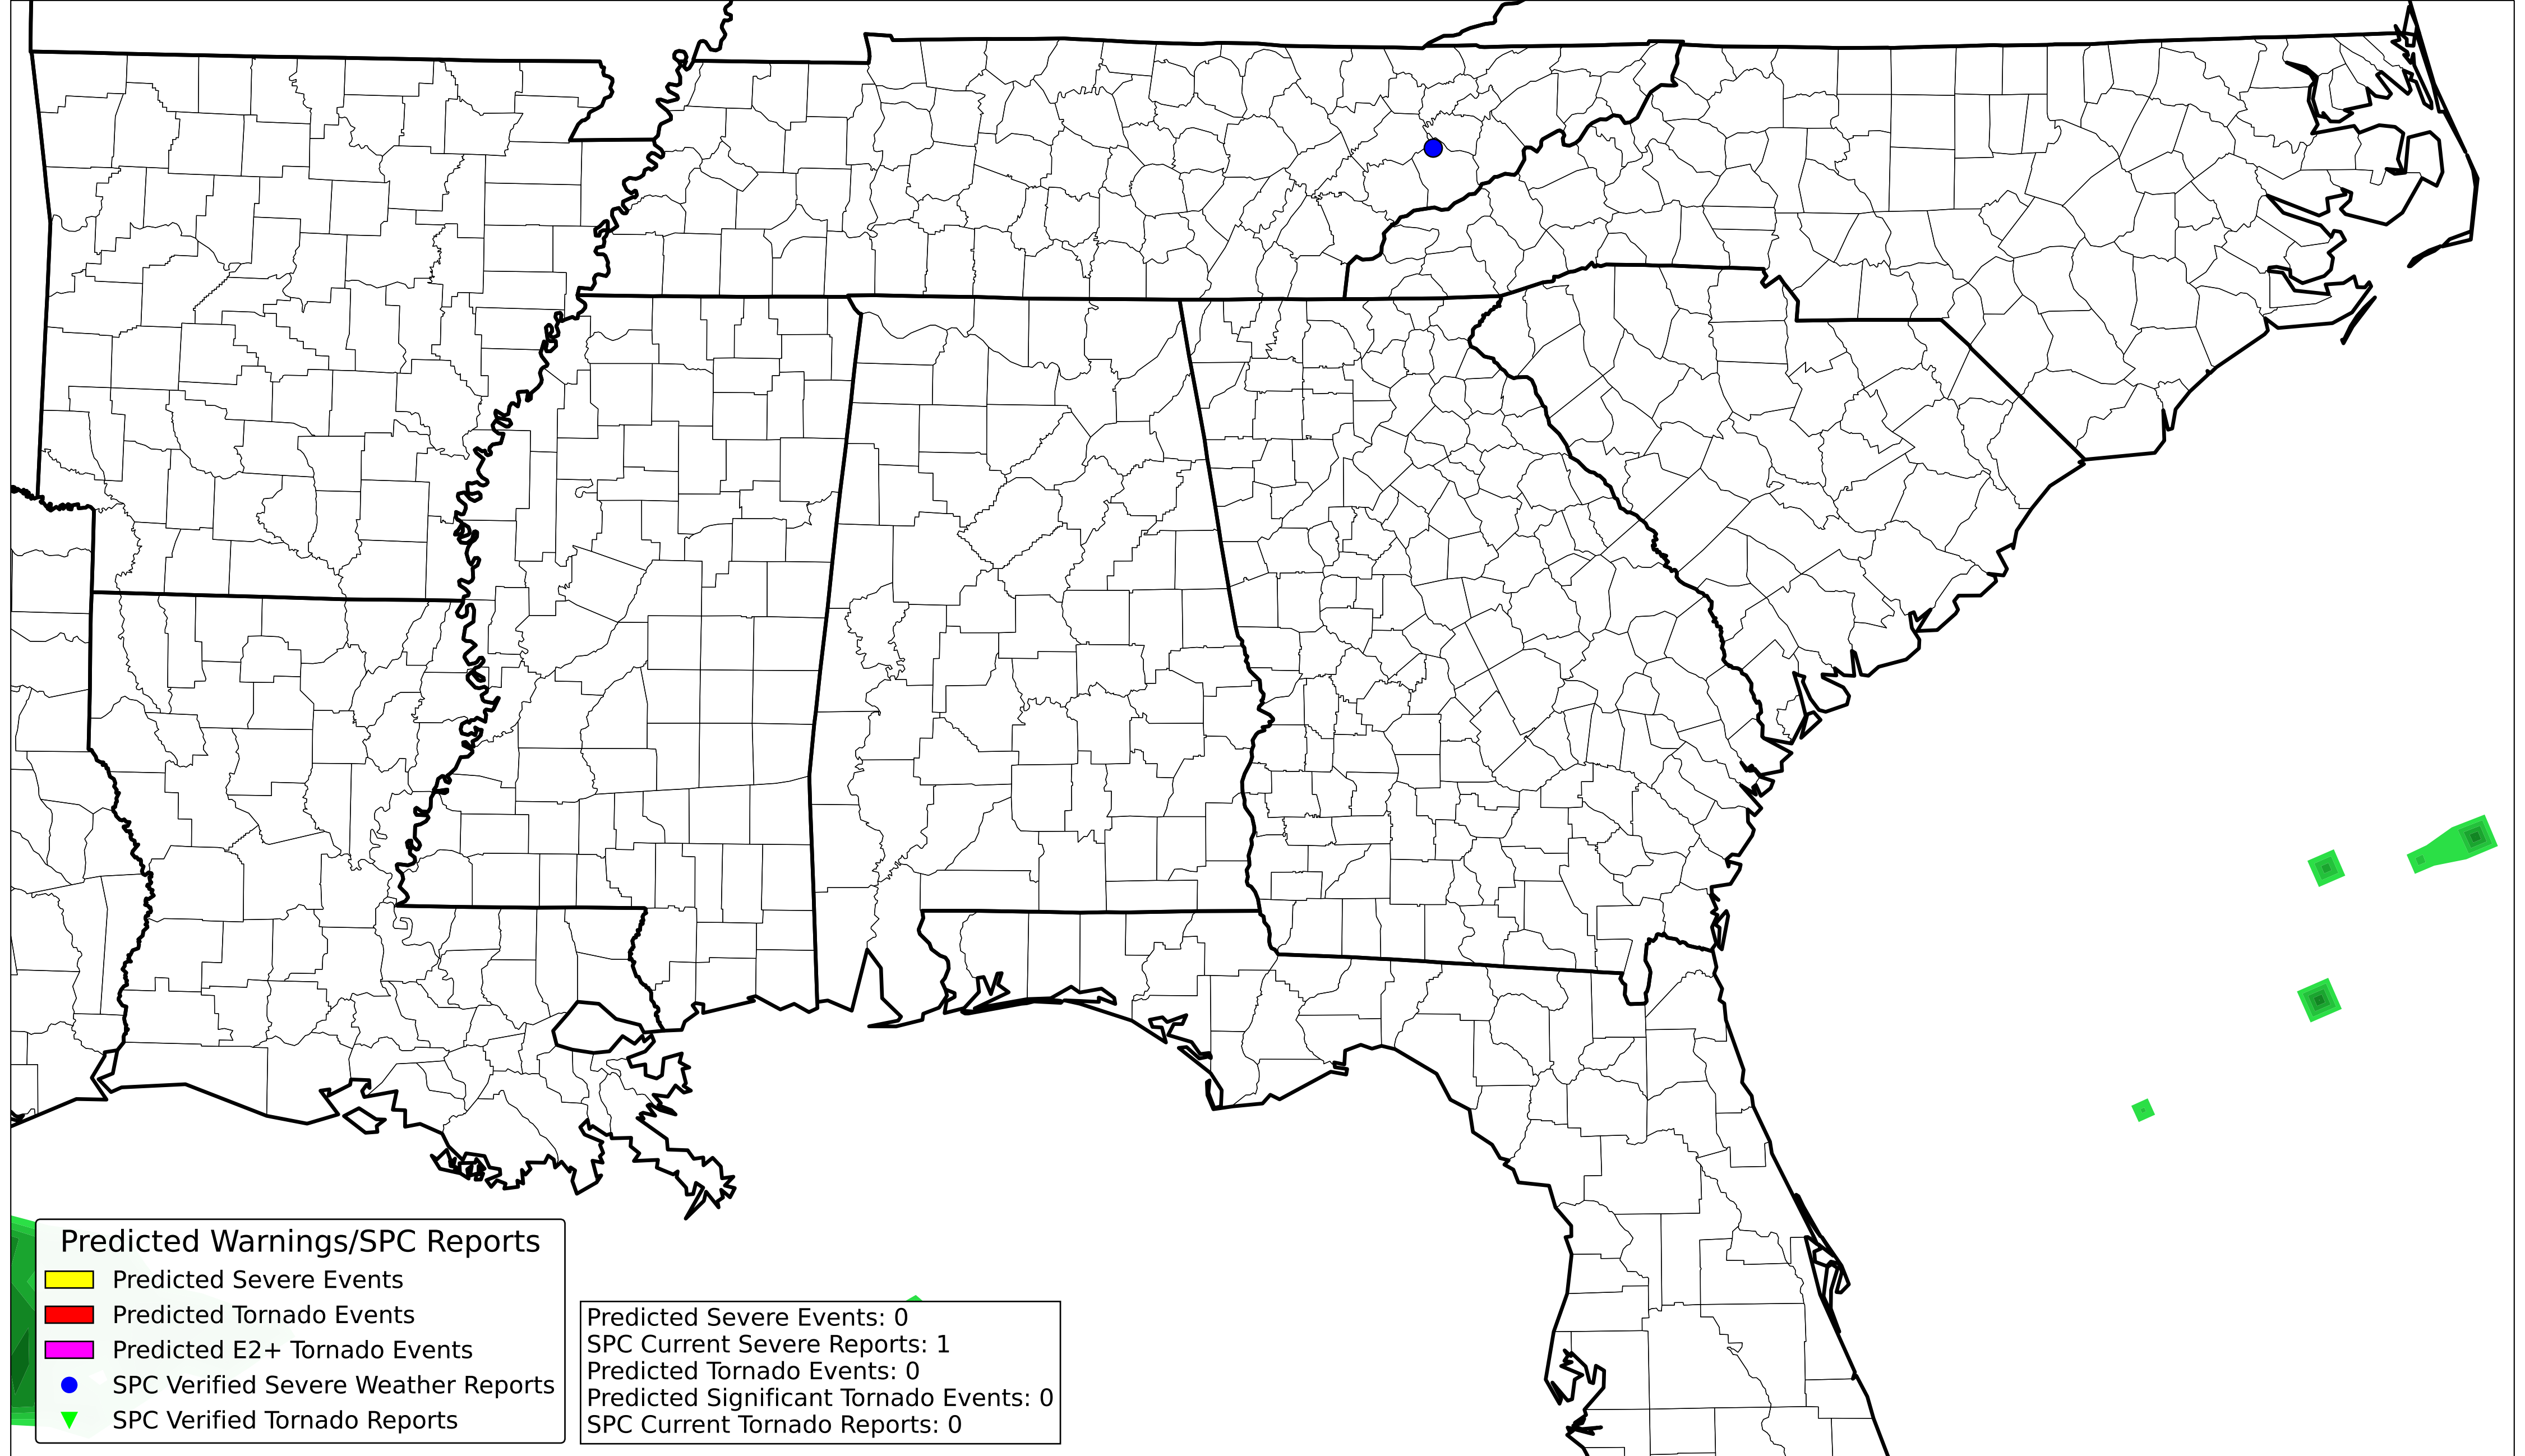 Predicted Warnings/SPC Reports
Predicted Severe Events
Predicted Tornado Events
Predicted E2+ Tornado Events
SPC Verified Severe Weather Reports
SPC Verified Tornado Reports
Predicted Severe Events: 0
SPC Current Severe Reports: 1
Predicted Tornado Events: 0
Predicted Significant Tornado Events: 0
SPC Current Tornado Reports: 0